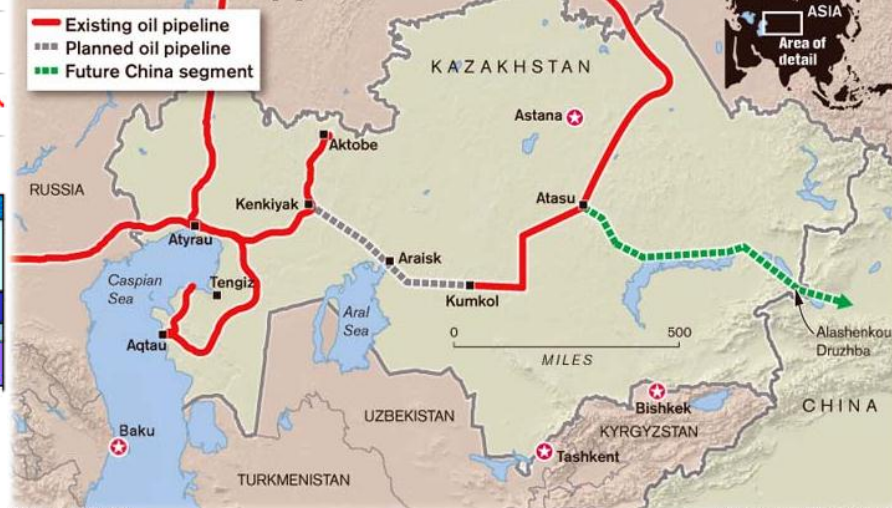 Existing oil pipeline
Planned oil pipeline
Future China segment
ASIA
Area of
detail
KAZAKHSTAN
Astana
Aktobe
RUSSIA
Kenkiyak
Atasu
Atyrau
Araisk
Caspian
Sea
Tengiz
Kumkol
Aral
Sea
Aqtau
0 500
MILES
Alashenkou
Druzhba
Bishkek
CHINA
UZBEKISTAN
KYRGYZSTAN
Baku
Tashkent
TURKMENISTAN